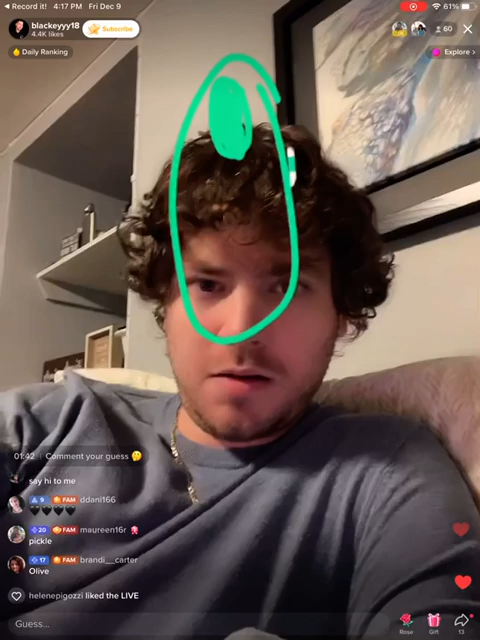 Record it! 4:17 PM Fri Dec 9 61%
blackeyyy18 Subscribe 60
4.4K likes
Daily Ranking Explore >
01:42 Comment your guess 🤔
say hi to me
9 FAM ddani166
🖤🖤🖤🖤
20 FAM maureen16r
pickle
17 FAM brandi__carter
Olive
helenepigozzi liked the LIVE
Guess... Rose Gift 13